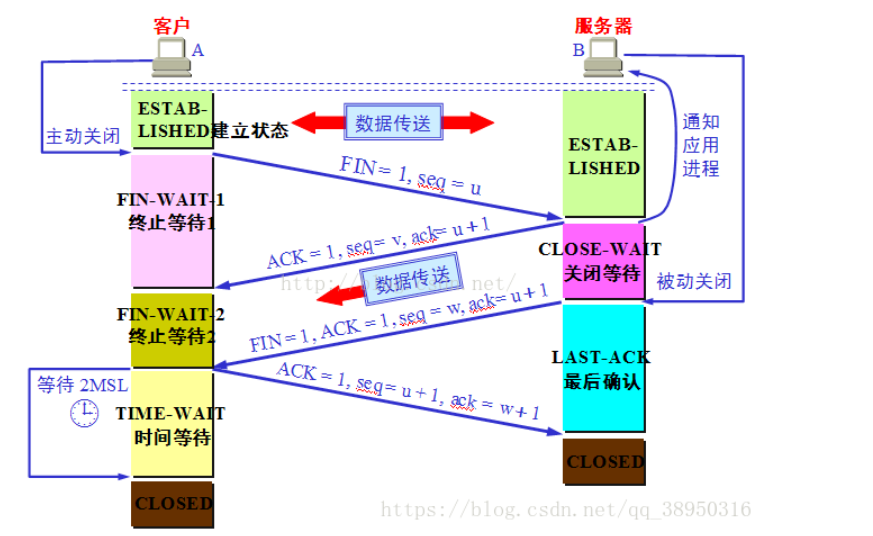 客户
服务器
A
B
ESTAB-
LISHED建立状态
数据传送
主动关闭
ESTAB-
LISHED
通知
应用
进程
FIN = 1, seq = u
FIN-WAIT-1
终止等待1
ACK = 1, seq= v, ack= u+1
CLOSE-WAIT
关闭等待
http://blog.csdn.net/
数据传送
被动关闭
FIN-WAIT-2
终止等待2
FIN=1, ACK = 1, seq = w, ack= u+1
LAST-ACK
最后确认
等待 2MSL
ACK = 1, seq= u+1, ack = w+1
TIME-WAIT
时间等待
CLOSED
CLOSED
https://blog.csdn.net/qq_38950316